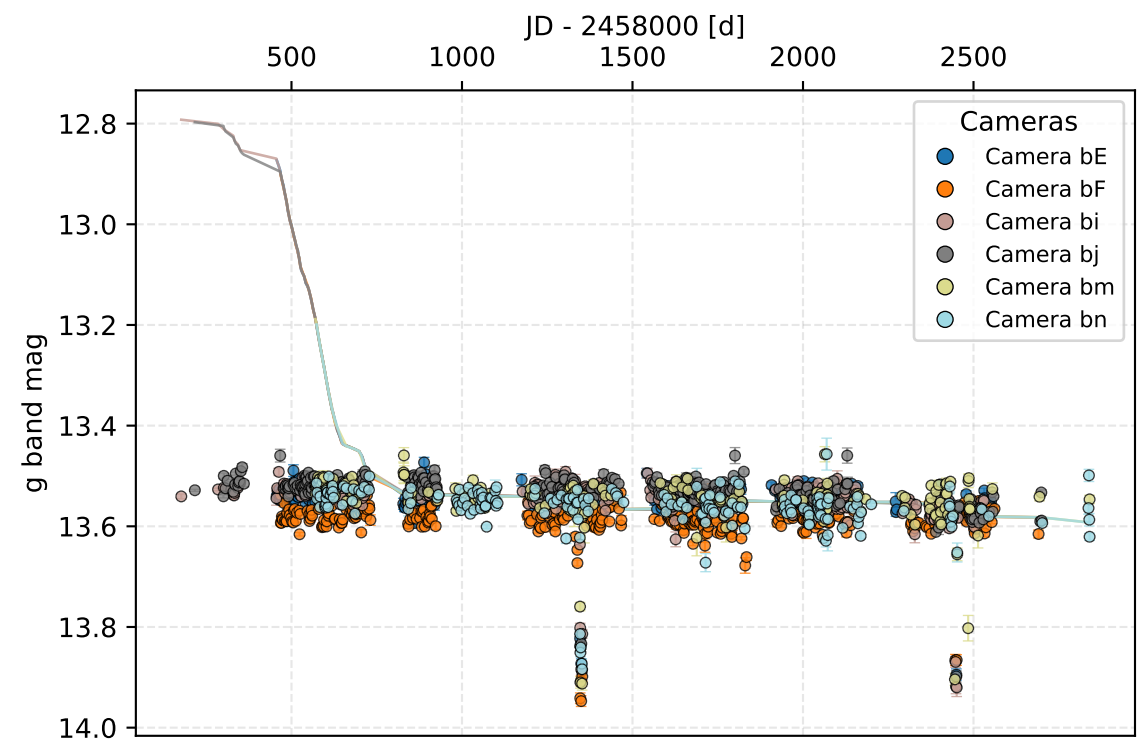 JD - 2458000 [d]
500 1000 1500 2000 2500
g band mag
12.8
13.0
13.2
13.4
13.6
13.8
14.0
Cameras
Camera bE
Camera bF
Camera bi
Camera bj
Camera bm
Camera bn